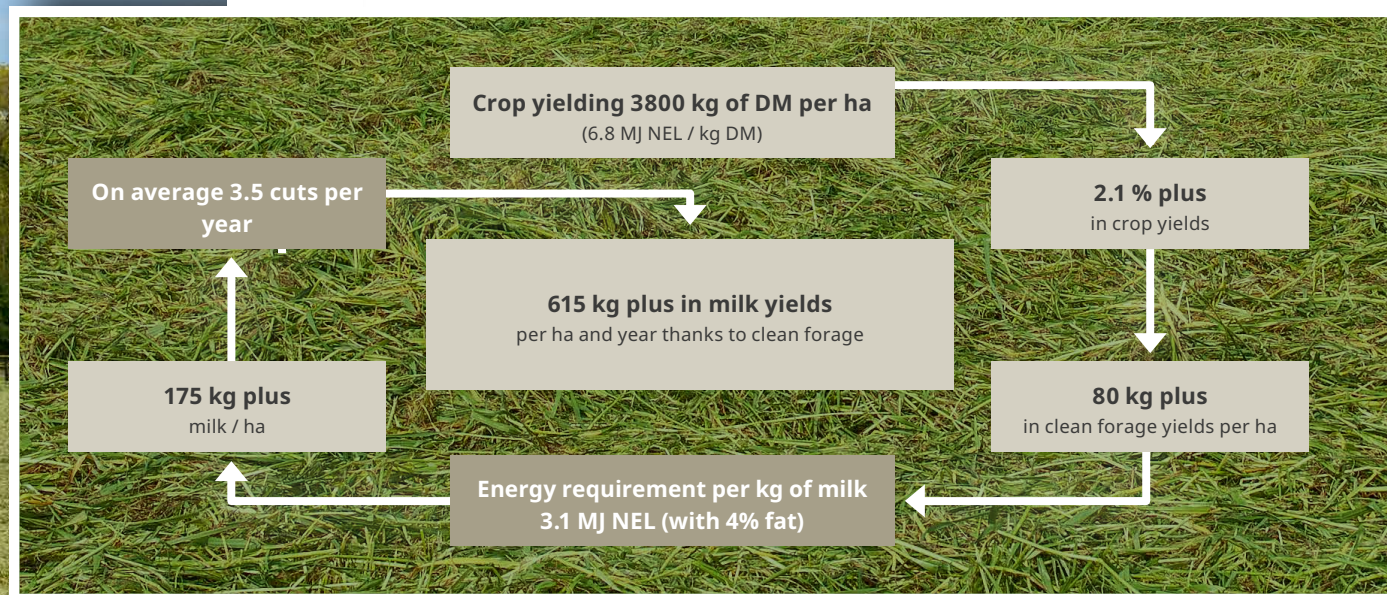 Crop yielding 3800 kg of DM per ha
(6.8 MJ NEL / kg DM)
2.1 % plus
in crop yields
80 kg plus
in clean forage yields per ha
Energy requirement per kg of milk
3.1 MJ NEL (with 4% fat)
175 kg plus
milk / ha
On average 3.5 cuts per
year
615 kg plus in milk yields
per ha and year thanks to clean forage